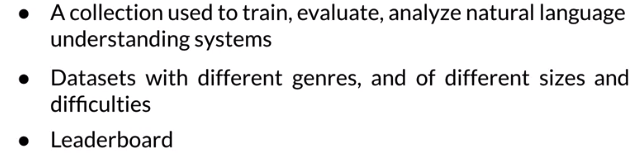 ● A collection used to train, evaluate, analyze natural language
understanding systems
● Datasets with different genres, and of different sizes and
difficulties
● Leaderboard